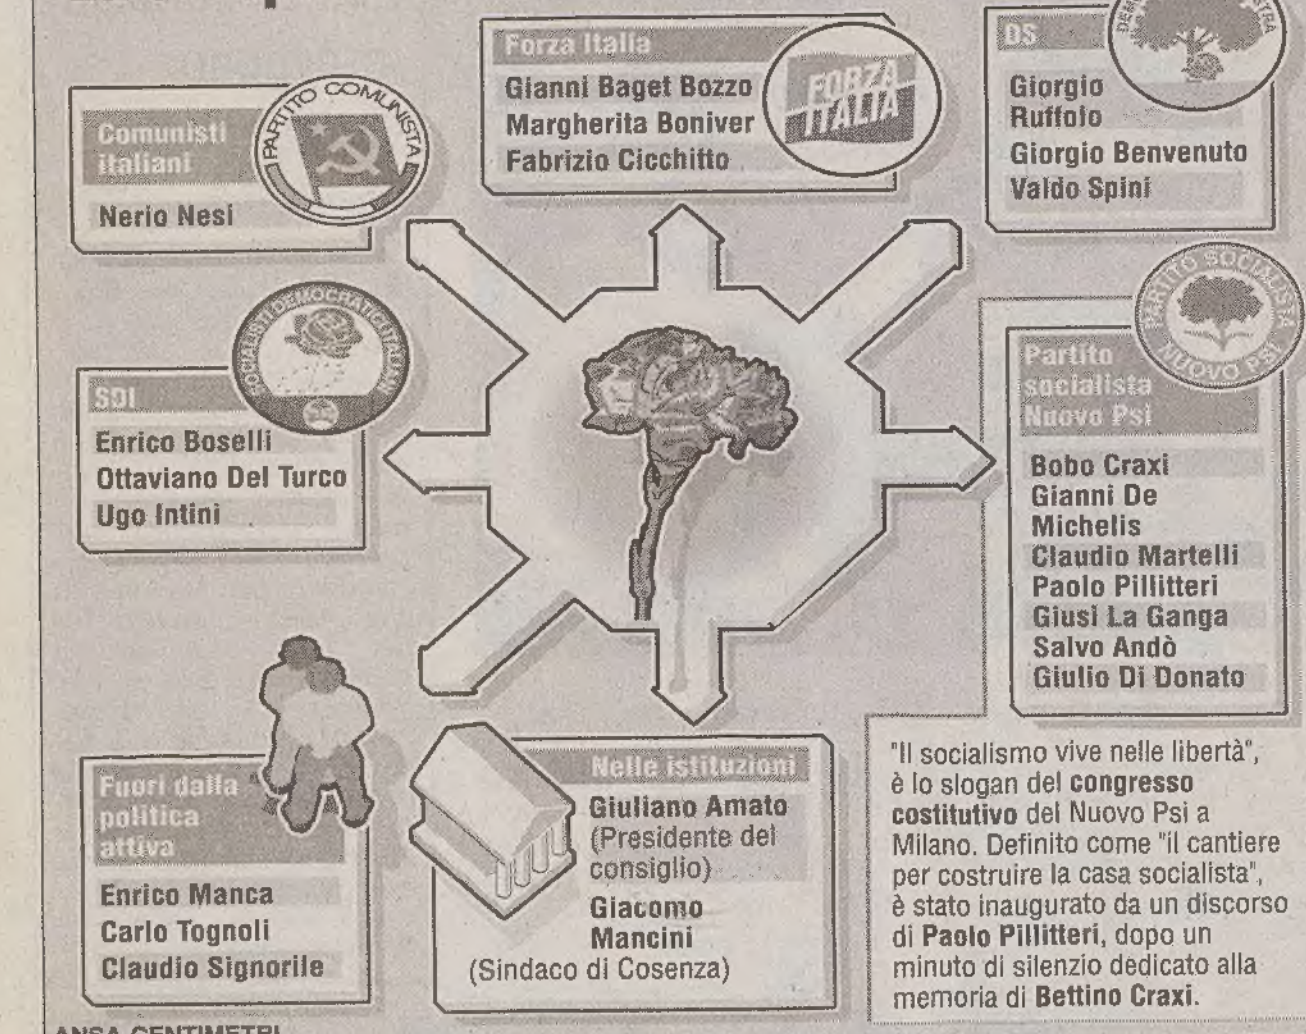 Comunisti
italiani
Nerio Nesi
PARTITO COMUNISTA
Forza Italia
Gianni Baget Bozzo
Margherita Boniver
Fabrizio Cicchitto
FORZA
ITALIA
DS
Giorgio
Ruffolo
Giorgio Benvenuto
Valdo Spini
SDI
Enrico Boselli
Ottaviano Del Turco
Ugo Intini
SOCIALISTI DEMOCRATICI ITALIANI
Partito
socialista
Nuovo Psi
Bobo Craxi
Gianni De
Michelis
Claudio Martelli
Paolo Pillitteri
Giusi La Ganga
Salvo Andò
Giulio Di Donato
PARTITO SOCIALISTA
NUOVO PSI
Fuori dalla
politica
attiva
Enrico Manca
Carlo Tognoli
Claudio Signorile
Nelle istituzioni
Giuliano Amato
(Presidente del
consiglio)
Giacomo
Mancini
(Sindaco di Cosenza)
"Il socialismo vive nelle libertà",
è lo slogan del congresso
costitutivo del Nuovo Psi a
Milano. Definito come "il cantiere
per costruire la casa socialista",
è stato inaugurato da un discorso
di Paolo Pillitteri, dopo un
minuto di silenzio dedicato alla
memoria di Bettino Craxi.
ANSA-CENTIMETRI